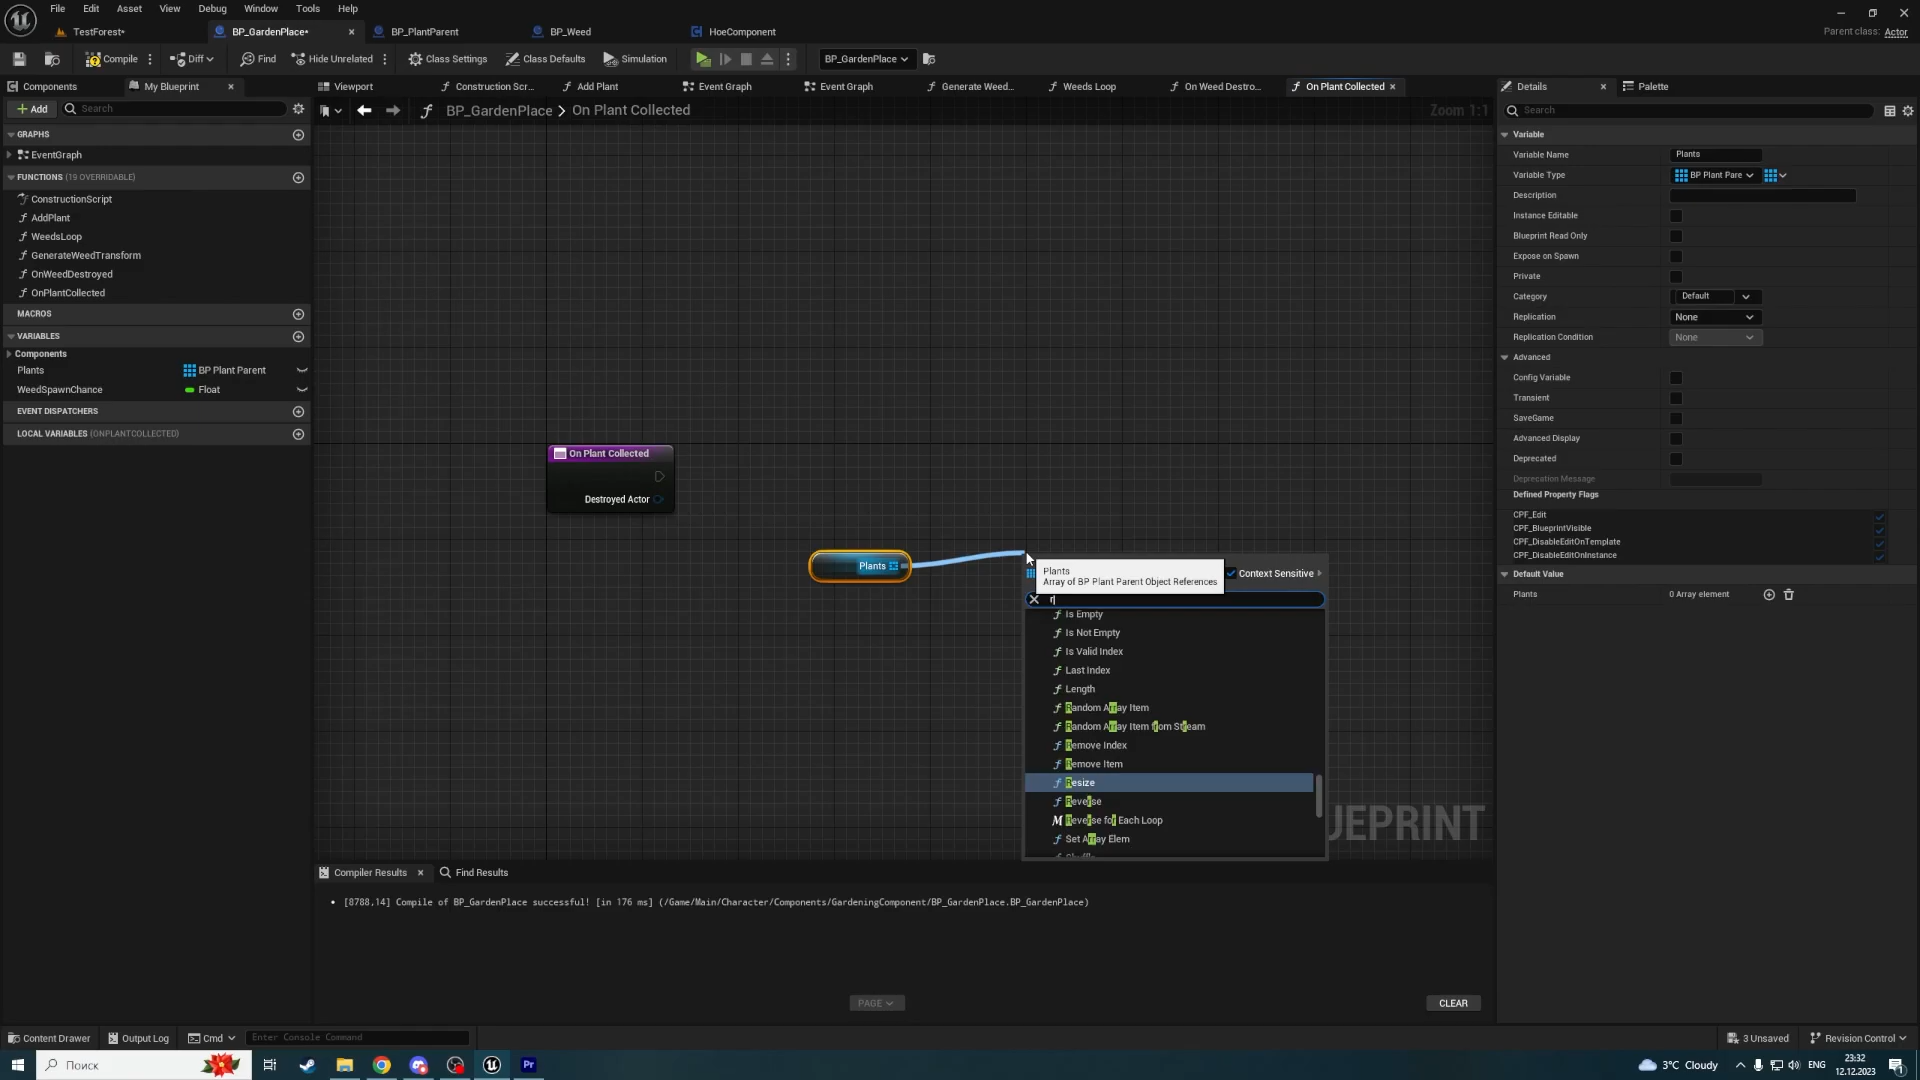 File Edit Asset View Debug Window Tools Help
TestForest* BP_GardenPlace* BP_PlantParent BP_Weed HoeComponent Parent class: Actor
Compile Diff Find Hide Unrelated Class Settings Class Defaults Simulation BP_GardenPlace
Components My Blueprint Viewport Construction Scr... Add Plant Event Graph Event Graph Generate Weed... Weeds Loop On Weed Destro... On Plant Collected Details Palette
Add Search BP_GardenPlace > On Plant Collected Zoom 1:1 Search
GRAPHS
EventGraph
FUNCTIONS (19 OVERRIDABLE)
ConstructionScript
AddPlant
WeedsLoop
GenerateWeedTransform
OnWeedDestroyed
OnPlantCollected
MACROS
VARIABLES
Components
Plants BP Plant Parent
WeedSpawnChance Float
EVENT DISPATCHERS
LOCAL VARIABLES (ONPLANTCOLLECTED)
On Plant Collected
Destroyed Actor
Plants
Plants
Array of BP Plant Parent Object References
Context Sensitive
r
Is Empty
Is Not Empty
Is Valid Index
Last Index
Length
Random Array Item
Random Array Item from Stream
Remove Index
Remove Item
Resize
Reverse
Reverse for Each Loop
Set Array Elem
Shuffle
UEPRINT
Variable
Variable Name Plants
Variable Type BP Plant Pare
Description
Instance Editable
Blueprint Read Only
Expose on Spawn
Private
Category Default
Replication None
Replication Condition None
Advanced
Config Variable
Transient
SaveGame
Advanced Display
Deprecated
Deprecation Message
Defined Property Flags
CPF_Edit
CPF_BlueprintVisible
CPF_DisableEditOnTemplate
CPF_DisableEditOnInstance
Default Value
Plants 0 Array element
Compiler Results Find Results
[8788,14] Compile of BP_GardenPlace successful! [in 176 ms] (/Game/Main/Character/Components/GardeningComponent/BP_GardenPlace.BP_GardenPlace)
PAGE CLEAR
Content Drawer Output Log Cmd Enter Console Command 3 Unsaved Revision Control
Поиск Pr 3°C Cloudy ENG 23:32
12.12.2023
1